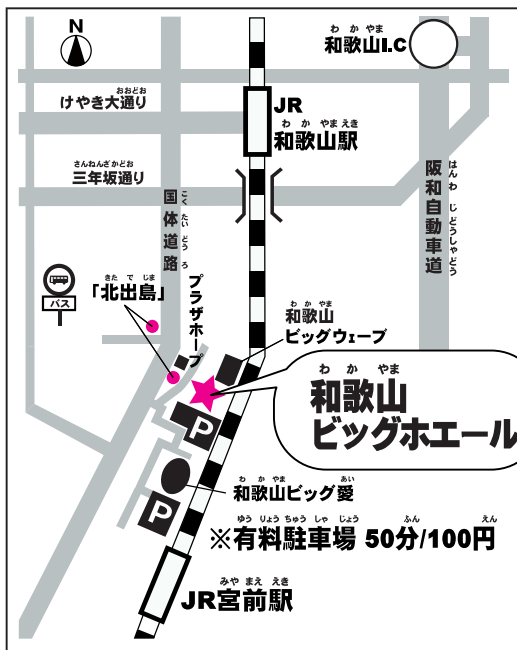 N
わかやま
和歌山I.C
おおどお
けやき大通り
JR
わかやまえき
和歌山駅
さんねんざかどお
三年坂通り
こくたいどうろ
国体道路
はんわじどうしゃどう
阪和自動車道
バス
きたでじま
「北出島」
プラザホープ
わかやま
和歌山
ビッグウェーブ
わかやま
和歌山
ビッグホエール
P
わかやまあい
和歌山ビッグ愛
P
ゆうりょうちゅうしゃじょうふんえん
※有料駐車場 50分/100円
みやまええき
JR宮前駅